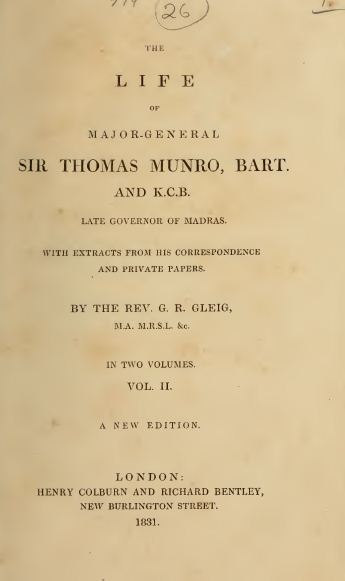 26
THE
LIFE
OF
MAJOR-GENERAL
SIR THOMAS MUNRO, BART.
AND K.C.B.
LATE GOVERNOR OF MADRAS.
WITH EXTRACTS FROM HIS CORRESPONDENCE
AND PRIVATE PAPERS.
BY THE REV. G. R. GLEIG,
M.A. M.R.S.L. &c.
IN TWO VOLUMES.
VOL. II.
A NEW EDITION.
LONDON:
HENRY COLBURN AND RICHARD BENTLEY,
NEW BURLINGTON STREET.
1831.